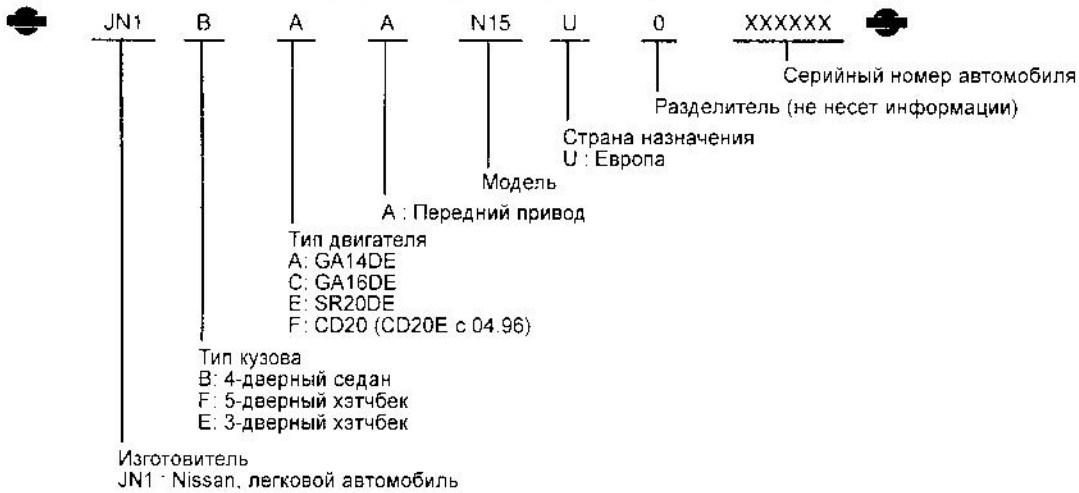 JN1 B A A N15 U 0 XXXXXX
Серийный номер автомобиля
Разделитель (не несет информации)
Страна назначения
U : Европа
Модель
A : Передний привод
Тип двигателя
A: GA14DE
C: GA16DE
E: SR20DE
F: CD20 (CD20E с 04.96)
Тип кузова
B: 4-дверный седан
F: 5-дверный хэтчбек
E: 3-дверный хэтчбек
Изготовитель
JN1 : Nissan, легковой автомобиль